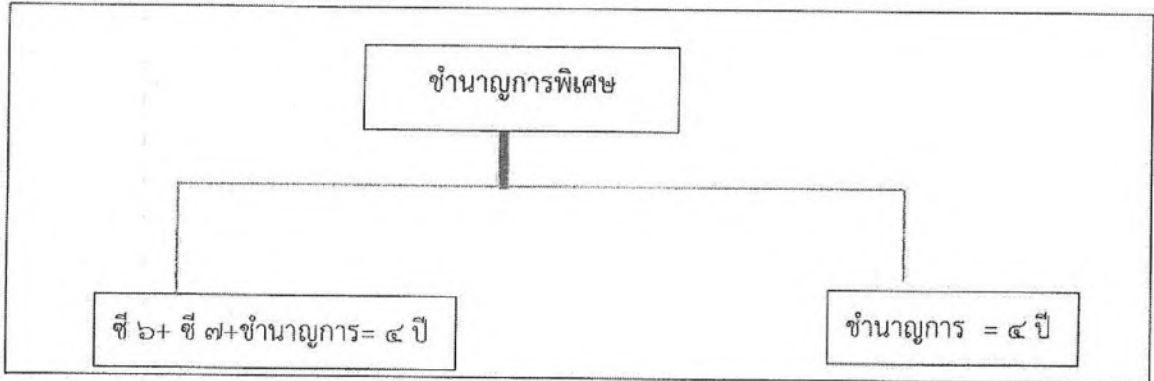 ชำนาญการพิเศษ
ซี ๖+ ซี ๗+ชำนาญการ= ๔ ปี
ชำนาญการ = ๔ ปี